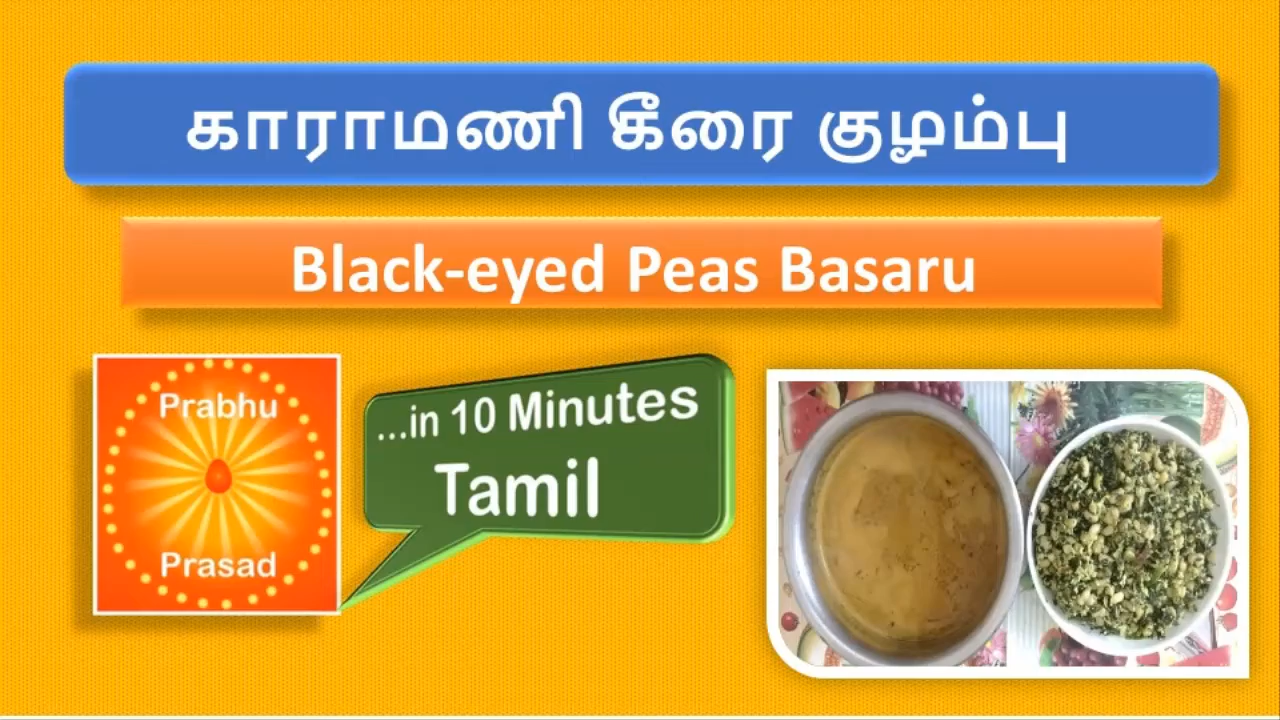 காராமணி கீரை குழம்பு
Black-eyed Peas Basaru
Prabhu
Prasad
...in 10 Minutes
Tamil